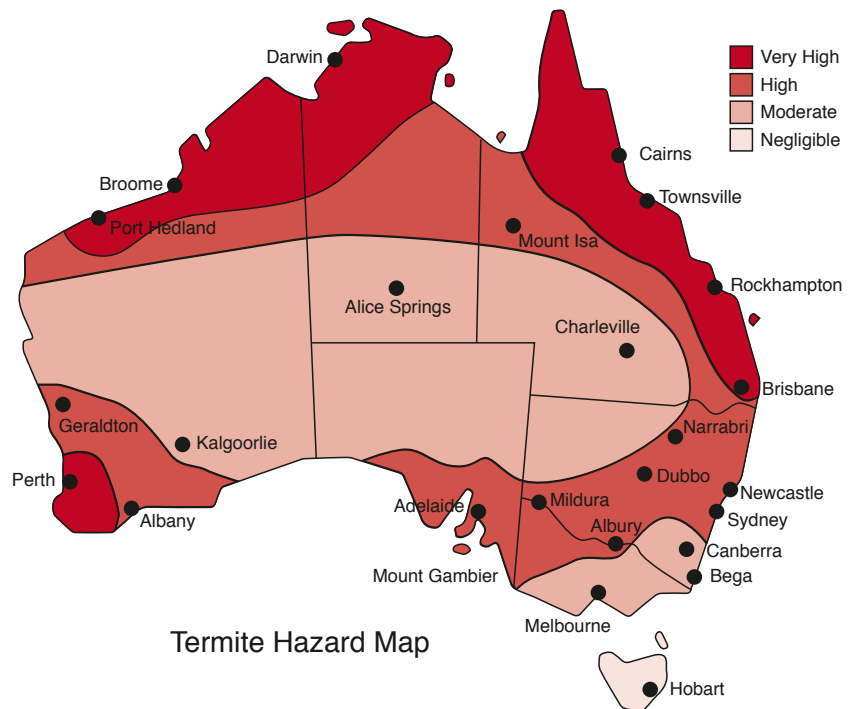 Darwin
Very High
High
Moderate
Negligible
Cairns
Broome
Townsville
Port Hedland
Mount Isa
Rockhampton
Alice Springs
Charleville
Brisbane
Geraldton
Narrabri
Kalgoorlie
Perth
Dubbo
Newcastle
Mildura
Adelaide
Albany
Sydney
Albury
Canberra
Mount Gambier
Bega
Melbourne
Termite Hazard Map
Hobart